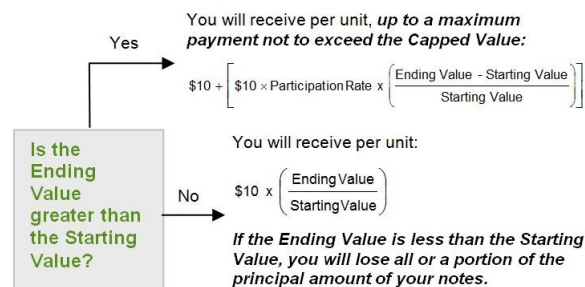 You will receive per unit, up to a maximum
payment not to exceed the Capped Value:
Yes
$10 + [ $10 × Participation Rate x ( Ending Value - Starting Value / Starting Value ) ]
Is the
Ending
Value
greater than
the Starting
Value?
No
You will receive per unit:
$10 x ( Ending Value / Starting Value )
If the Ending Value is less than the Starting
Value, you will lose all or a portion of the
principal amount of your notes.